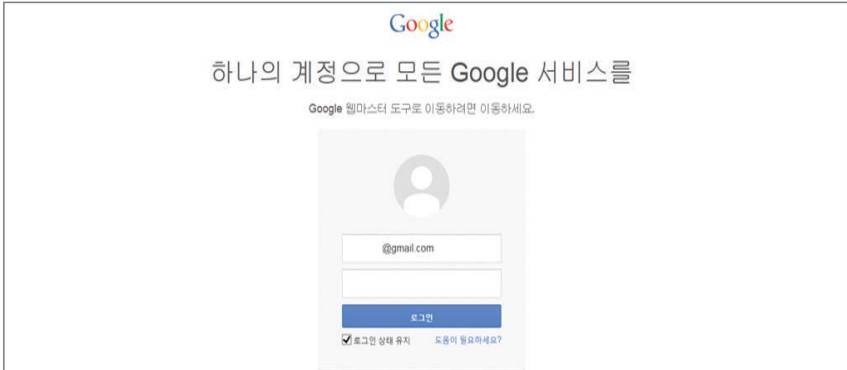 Google
하나의 계정으로 모든 Google 서비스를
Google 웹마스터 도구로 이동하려면 이동하세요.
@gmail.com
로그인
로그인 상태 유지
도움이 필요하세요?